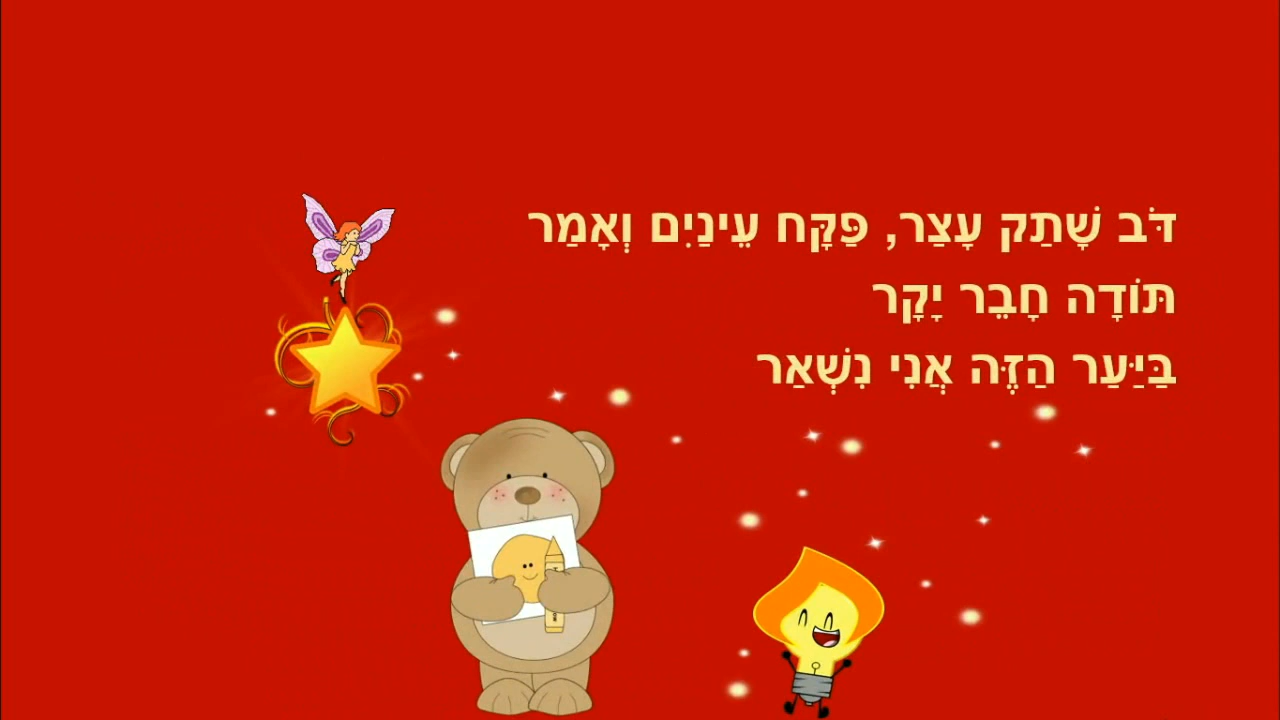 דֹּב שָׁתַק עָצַר, פַּקָּח עֵינַיִם וְאָמַר
תּוֹדָה חָבֵר יָקָר
בַּיַּעַר הַזֶּה אֲנִי נִשְׁאַר